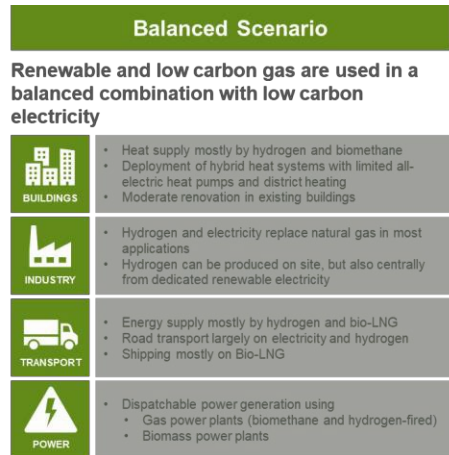 Balanced Scenario
Renewable and low carbon gas are used in a
balanced combination with low carbon
electricity
BUILDINGS
• Heat supply mostly by hydrogen and biomethane
• Deployment of hybrid heat systems with limited all-
electric heat pumps and district heating
• Moderate renovation in existing buildings
INDUSTRY
• Hydrogen and electricity replace natural gas in most
applications
• Hydrogen can be produced on site, but also centrally
from dedicated renewable electricity
TRANSPORT
• Energy supply mostly by hydrogen and bio-LNG
• Road transport largely on electricity and hydrogen
• Shipping mostly on Bio-LNG
POWER
• Dispatchable power generation using
• Gas power plants (biomethane and hydrogen-fired)
• Biomass power plants